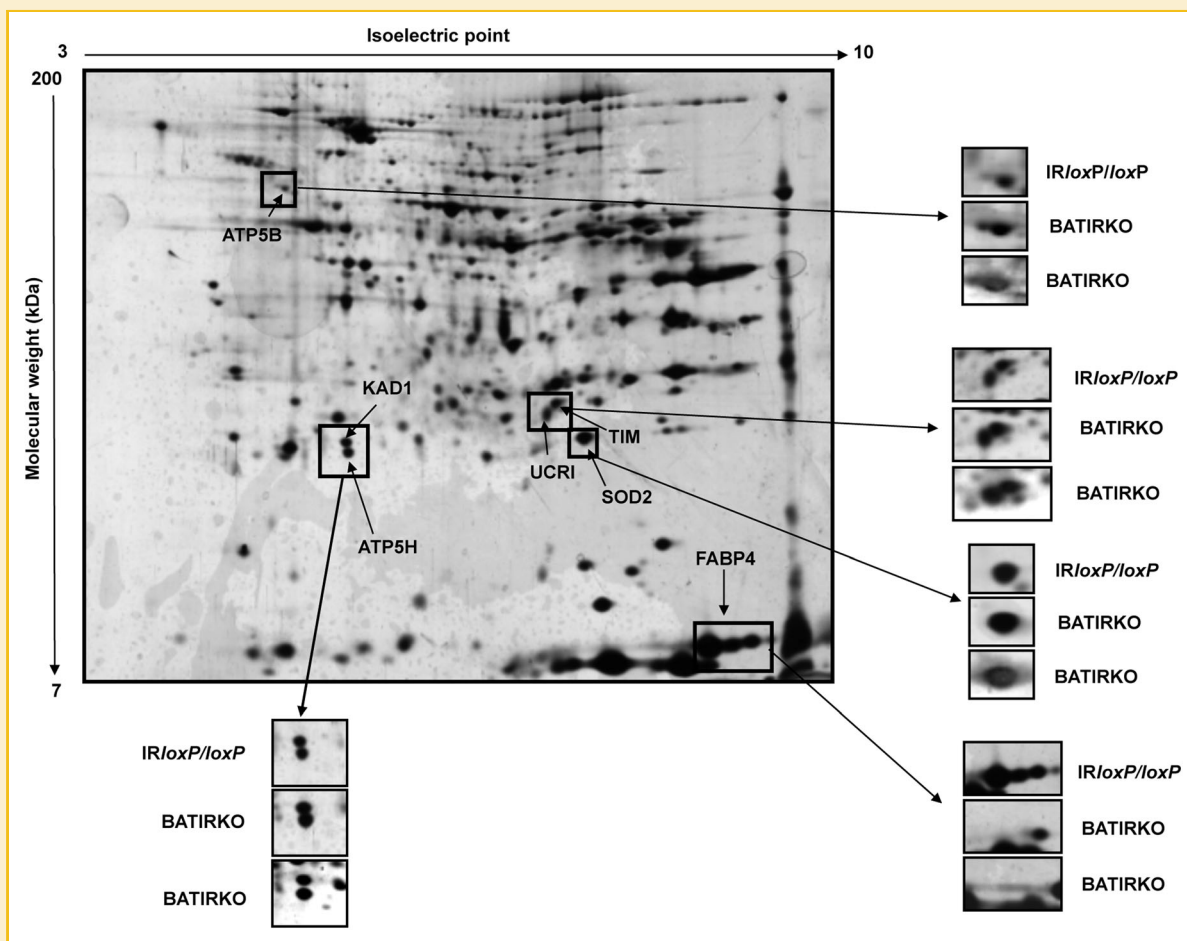 Isoelectric point
3
10
200
Molecular weight (kDa)
7
ATP5B
KAD1
ATP5H
TIM
UCRI
SOD2
FABP4
IRloxP/loxP
BATIRKO
BATIRKO
IRloxP/loxP
BATIRKO
BATIRKO
IRloxP/loxP
BATIRKO
BATIRKO
IRloxP/loxP
BATIRKO
BATIRKO
IRloxP/loxP
BATIRKO
BATIRKO